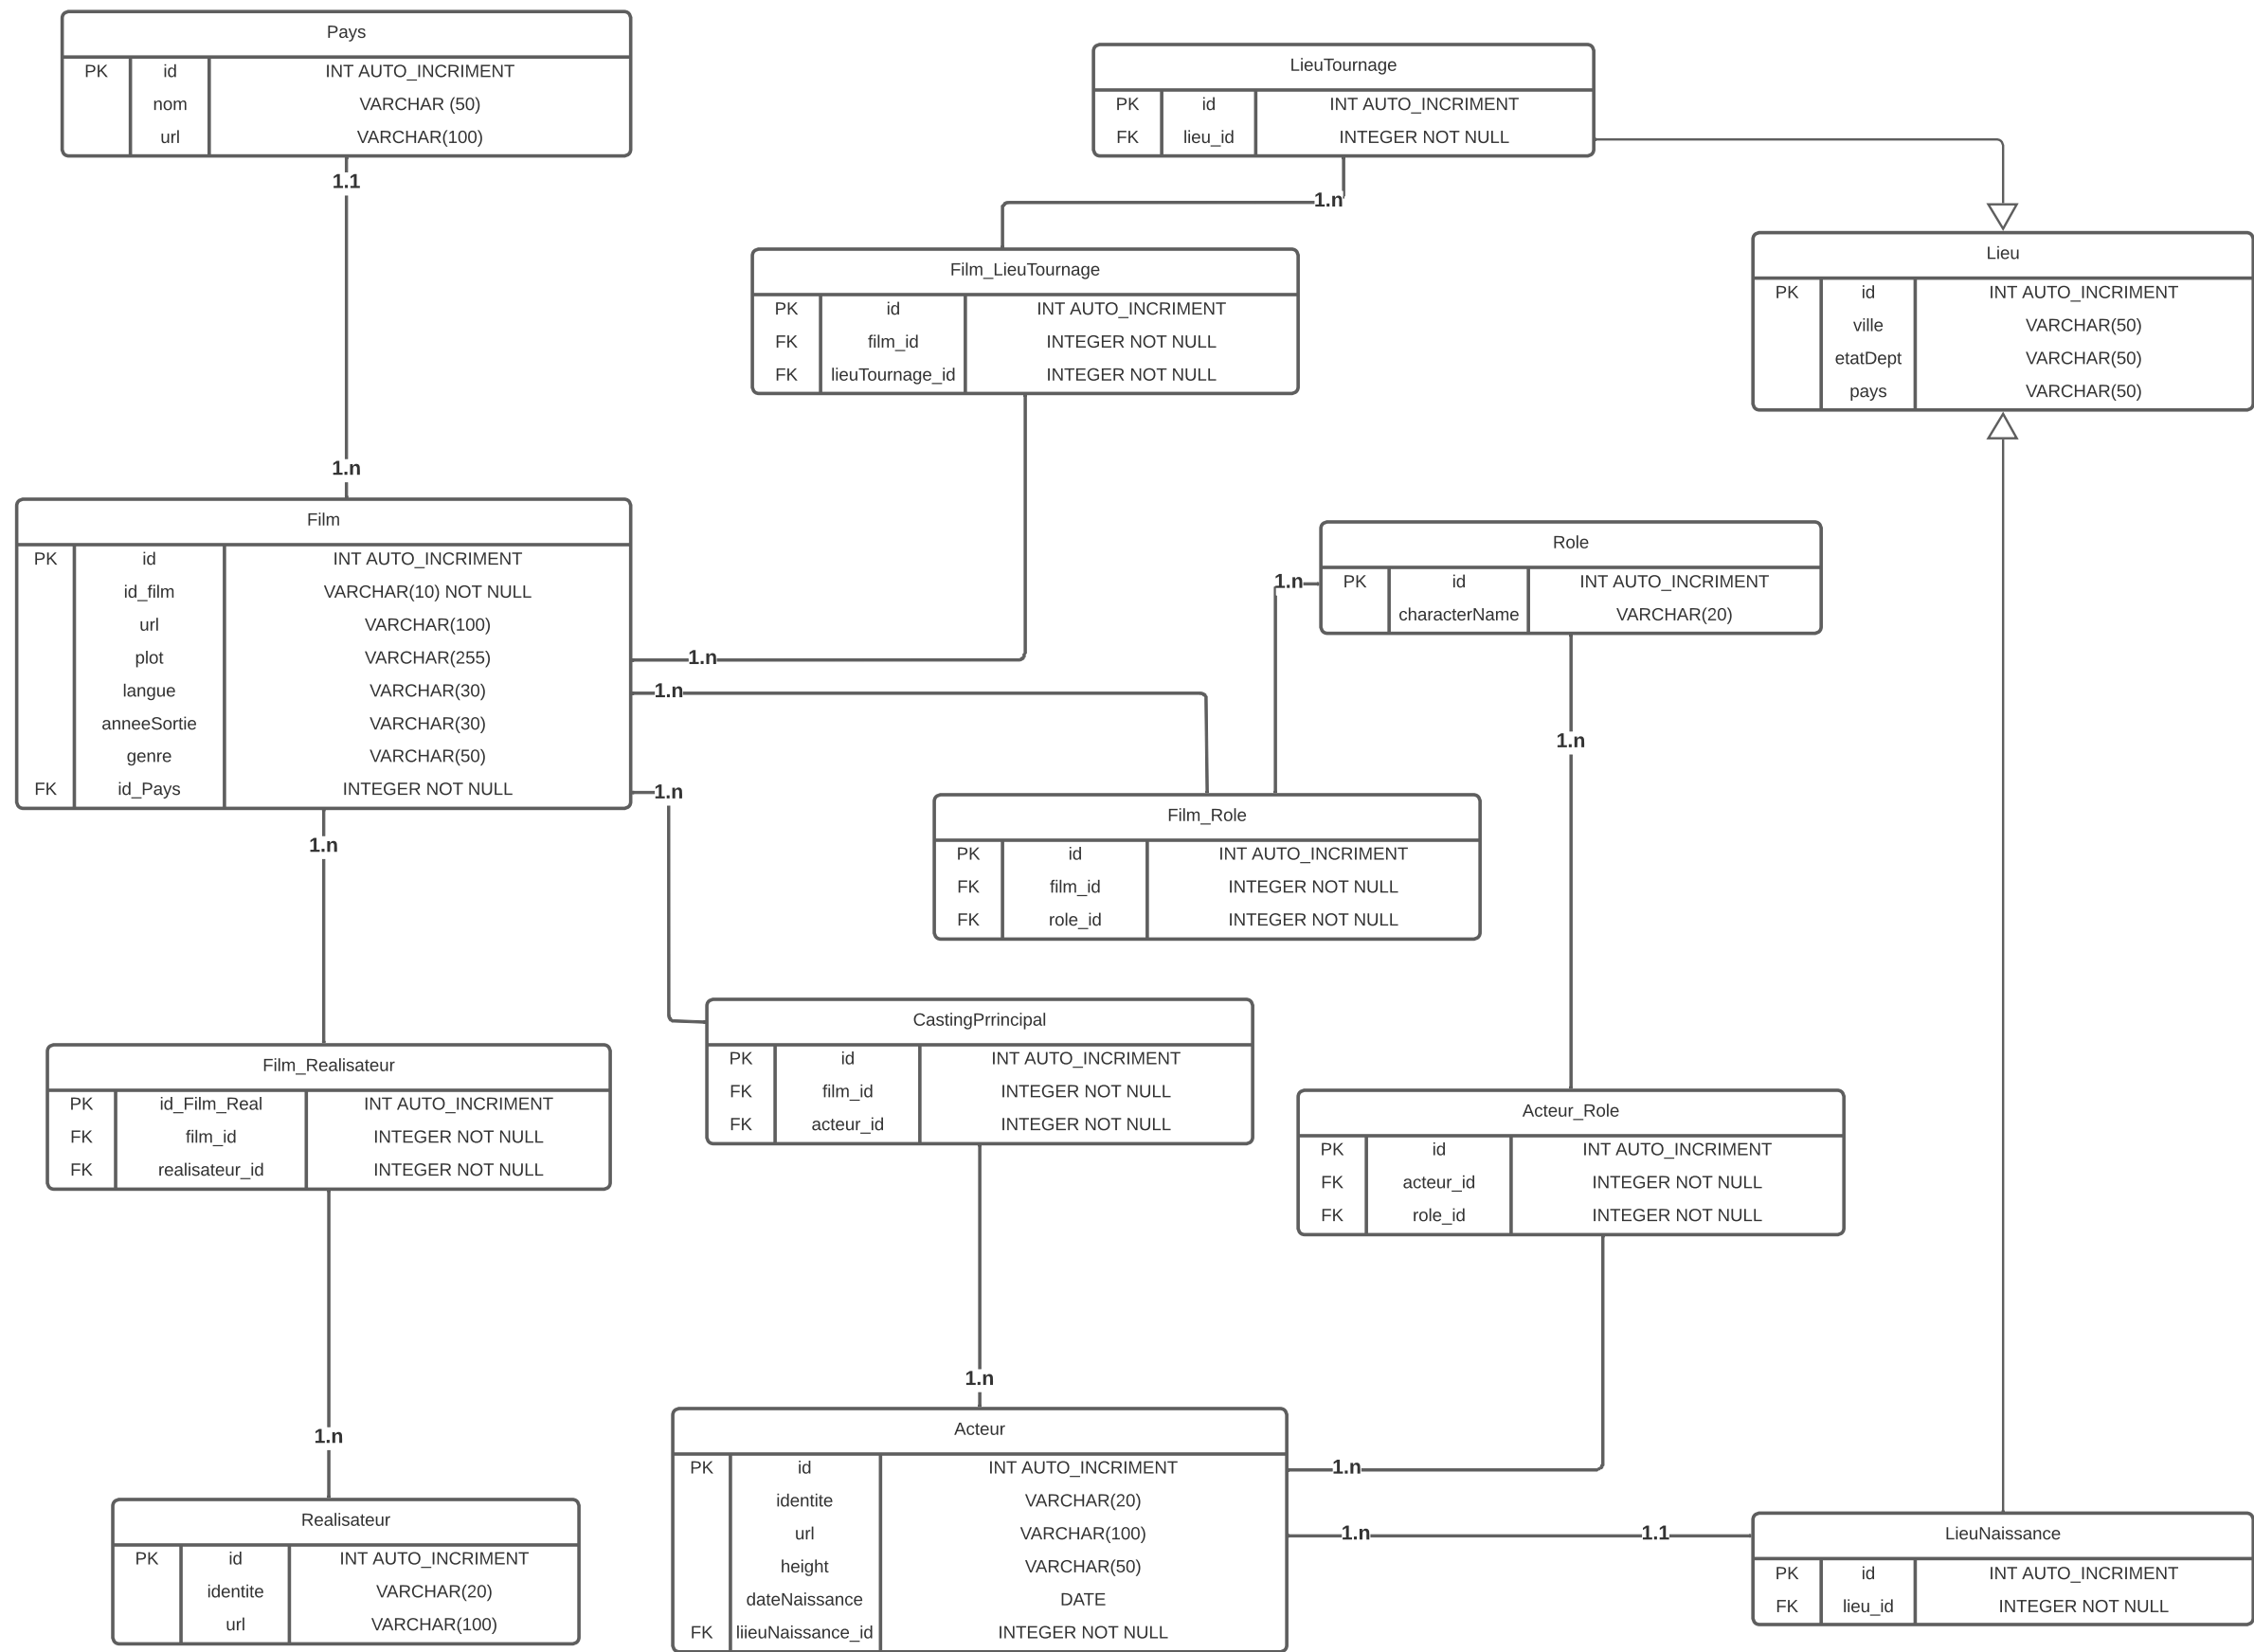 Pays
PK id INT AUTO_INCRIMENT
nom VARCHAR (50)
url VARCHAR(100)
1.1
1.n
LieuTournage
PK id INT AUTO_INCRIMENT
FK lieu_id INTEGER NOT NULL
1.n
Film_LieuTournage
PK id INT AUTO_INCRIMENT
FK film_id INTEGER NOT NULL
FK lieuTournage_id INTEGER NOT NULL
Lieu
PK id INT AUTO_INCRIMENT
ville VARCHAR(50)
etatDept VARCHAR(50)
pays VARCHAR(50)
Film
PK id INT AUTO_INCRIMENT
id_film VARCHAR(10) NOT NULL
url VARCHAR(100)
plot VARCHAR(255)
langue VARCHAR(30)
anneeSortie VARCHAR(30)
genre VARCHAR(50)
FK id_Pays INTEGER NOT NULL
1.n
1.n
1.n
1.n
Role
PK id INT AUTO_INCRIMENT
characterName VARCHAR(20)
1.n
1.n
Film_Role
PK id INT AUTO_INCRIMENT
FK film_id INTEGER NOT NULL
FK role_id INTEGER NOT NULL
Film_Realisateur
PK id_Film_Real INT AUTO_INCRIMENT
FK film_id INTEGER NOT NULL
FK realisateur_id INTEGER NOT NULL
1.n
CastingPrrincipal
PK id INT AUTO_INCRIMENT
FK film_id INTEGER NOT NULL
FK acteur_id INTEGER NOT NULL
1.n
Acteur_Role
PK id INT AUTO_INCRIMENT
FK acteur_id INTEGER NOT NULL
FK role_id INTEGER NOT NULL
Realisateur
PK id INT AUTO_INCRIMENT
identite VARCHAR(20)
url VARCHAR(100)
Acteur
PK id INT AUTO_INCRIMENT
identite VARCHAR(20)
url VARCHAR(100)
height VARCHAR(50)
dateNaissance DATE
FK liieuNaissance_id INTEGER NOT NULL
1.n
1.n
1.1
LieuNaissance
PK id INT AUTO_INCRIMENT
FK lieu_id INTEGER NOT NULL